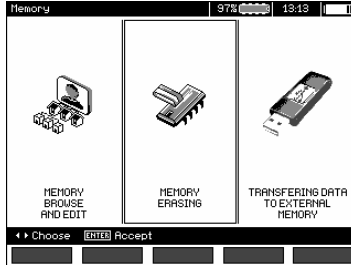 Memory 97% 13:13
MEMORY
BROWSE
AND EDIT
MEMORY
ERASING
TRANSFERING DATA
TO EXTERNAL
MEMORY
Choose ENTER Accept